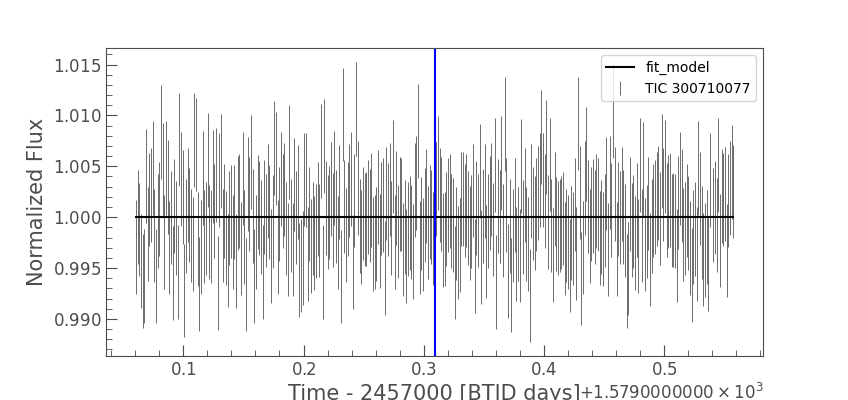 Normalized Flux
1.015
1.010
1.005
1.000
0.995
0.990
fit_model
TIC 300710077
0.1 0.2 0.3 0.4 0.5
Time - 2457000 [BTJD days]
+1.5790000000 × 10³